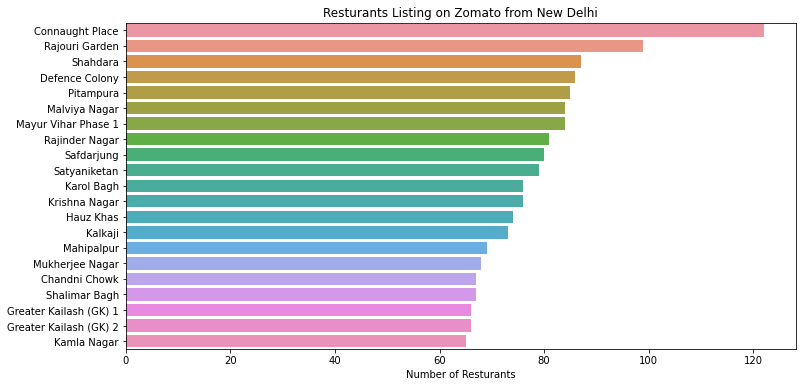 Resturants Listing on Zomato from New Delhi
Connaught Place
Rajouri Garden
Shahdara
Defence Colony
Pitampura
Malviya Nagar
Mayur Vihar Phase 1
Rajinder Nagar
Safdarjung
Satyaniketan
Karol Bagh
Krishna Nagar
Hauz Khas
Kalkaji
Mahipalpur
Mukherjee Nagar
Chandni Chowk
Shalimar Bagh
Greater Kailash (GK) 1
Greater Kailash (GK) 2
Kamla Nagar
0 20 40 60 80 100 120
Number of Resturants